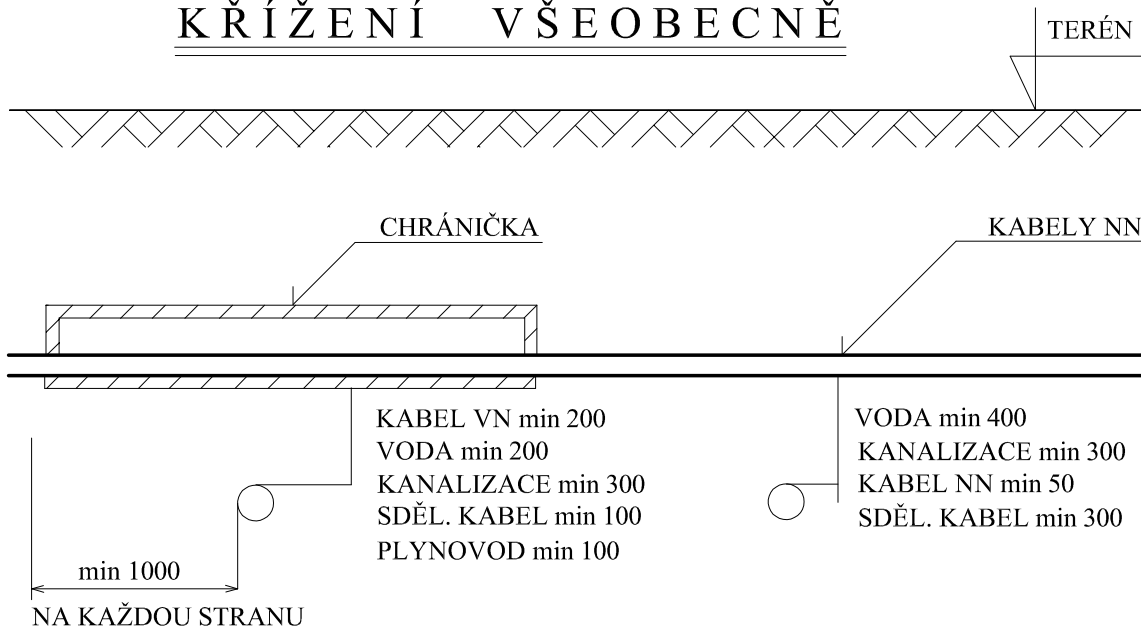 KŘÍŽENÍ VŠEOBECNĚ
TERÉN
CHRÁNIČKA
KABELY NN
KABEL VN min 200
VODA min 200
KANALIZACE min 300
SDĚL. KABEL min 100
PLYNOVOD min 100
VODA min 400
KANALIZACE min 300
KABEL NN min 50
SDĚL. KABEL min 300
min 1000
NA KAŽDOU STRANU